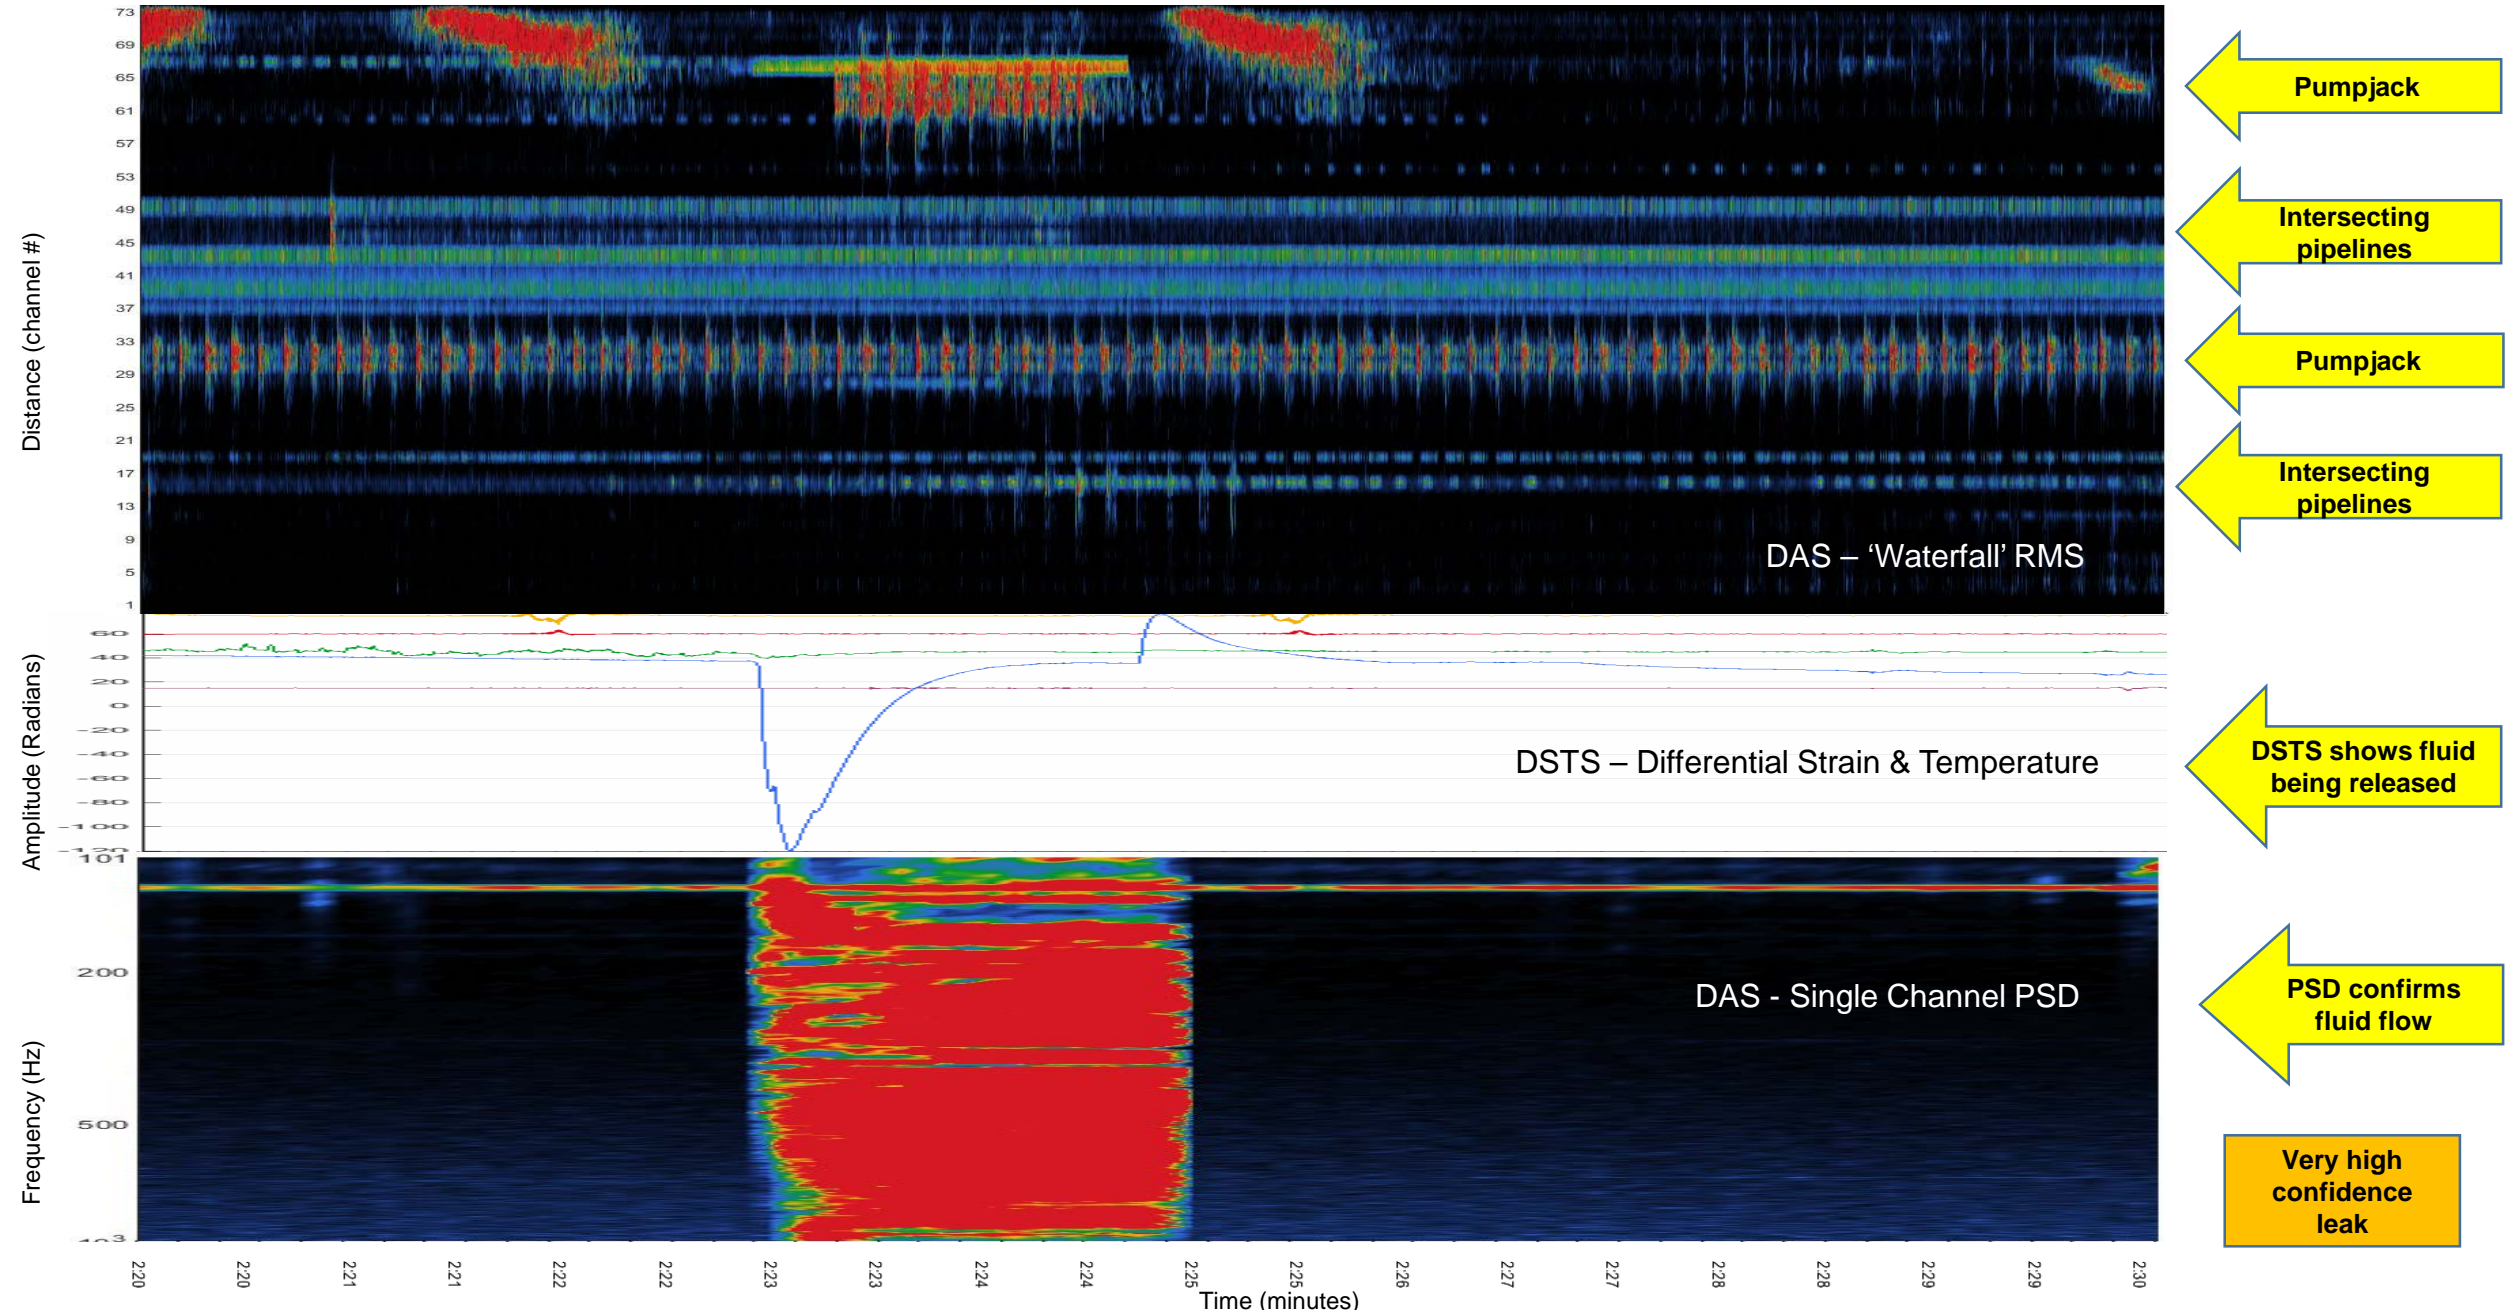 73
69
65
61
57
53
49
45
41
37
33
29
25
21
17
13
9
5
1
Distance (channel #)
DAS – ‘Waterfall’ RMS
Pumpjack
Intersecting
pipelines
Pumpjack
Intersecting
pipelines
60
40
20
0
-20
-40
-60
-80
-100
-120
Amplitude (Radians)
DSTS – Differential Strain & Temperature
DSTS shows fluid
being released
101
200
500
Frequency (Hz)
DAS - Single Channel PSD
PSD confirms
fluid flow
Very high
confidence
leak
2:20
2:20
2:21
2:21
2:22
2:22
2:23
2:23
2:24
2:24
2:25
2:25
2:26
2:27
2:27
2:28
2:28
2:29
2:29
2:30
Time (minutes)